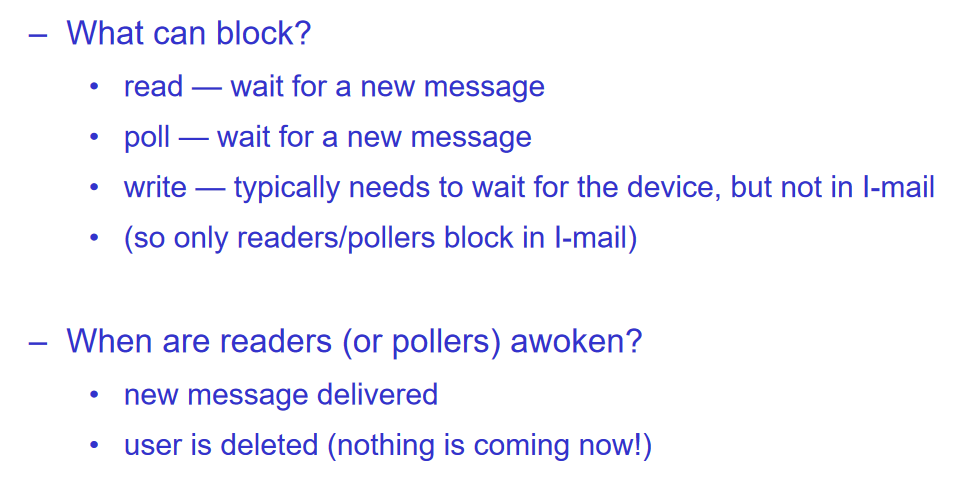 – What can block?
• read — wait for a new message
• poll — wait for a new message
• write — typically needs to wait for the device, but not in I-mail
• (so only readers/pollers block in I-mail)
– When are readers (or pollers) awoken?
• new message delivered
• user is deleted (nothing is coming now!)